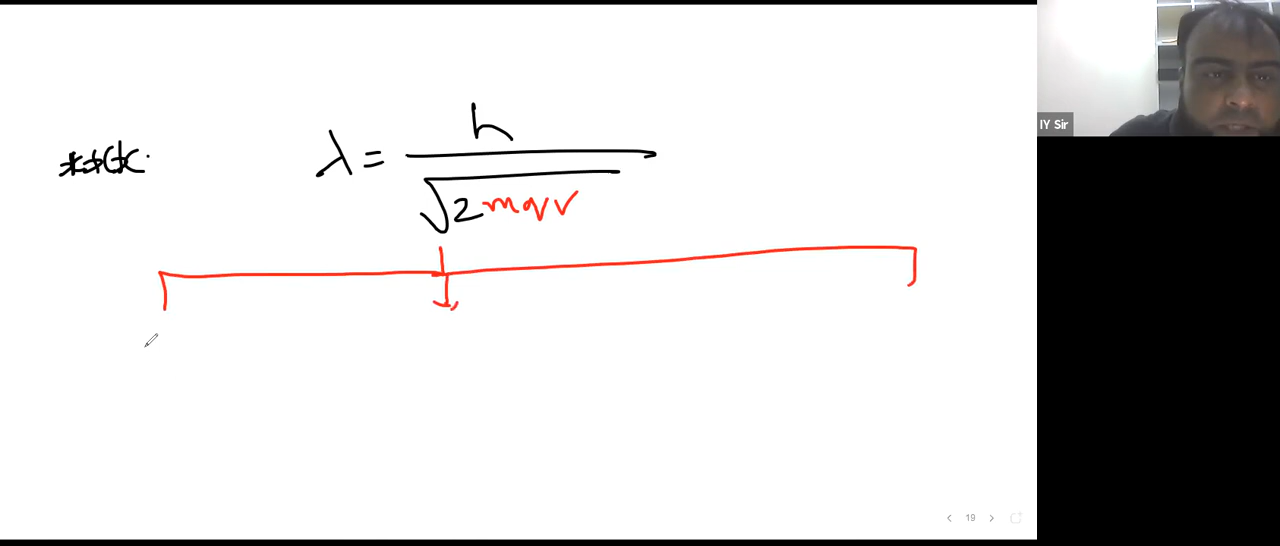 λ = h / √2mqv
IY Sir
19